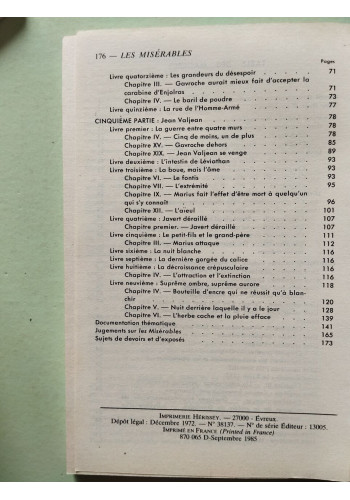 176 — LES MISÉRABLES
Pages
Livre quatorzième : Les grandeurs du désespoir . . . . . 71
Chapitre III. — Gavroche aurait mieux fait d'accepter la
carabine d'Enjolras . . . . . 71
Chapitre IV. — Le baril de poudre . . . . . 73
Livre quinzième : La rue de l'Homme-Armé . . . . . 77
CINQUIÈME PARTIE : Jean Valjean . . . . . 78
Livre premier : La guerre entre quatre murs . . . . . 78
Chapitre IV. — Cinq de moins, un de plus . . . . . 78
Chapitre XV. — Gavroche dehors . . . . . 85
Chapitre XIX. — Jean Valjean se venge . . . . . 89
Livre deuxième : L'intestin de Léviathan . . . . . 93
Livre troisième : La boue, mais l'âme . . . . . 93
Chapitre VI. — Le fontis . . . . . 93
Chapitre VII. — L'extrémité . . . . . 95
Chapitre IX. — Marius fait l'effet d'être mort à quelqu'un
qui s'y connaît . . . . . 96
Chapitre XII. — L'aïeul . . . . . 101
Livre quatrième : Javert déraillé . . . . . 107
Chapitre premier. — Javert déraillé . . . . . 107
Livre cinquième : Le petit-fils et le grand-père . . . . . 111
Chapitre III. — Marius attaque . . . . . 112
Livre sixième : La nuit blanche . . . . . 116
Livre septième : La dernière gorgée du calice . . . . . 116
Livre huitième : La décroissance crépusculaire . . . . . 116
Chapitre IV. — L'attraction et l'extinction . . . . . 116
Livre neuvième : Suprême ombre, suprême aurore . . . . . 118
Chapitre IV. — Bouteille d'encre qui ne réussit qu'à blan-
chir . . . . . 120
Chapitre V. — Nuit derrière laquelle il y a le jour . . . . . 128
Chapitre VI. — L'herbe cache et la pluie efface . . . . . 139
Documentation thématique . . . . . 141
Jugements sur les Misérables . . . . . 165
Sujets de devoirs et d'exposés . . . . . 173
IMPRIMERIE HÉRISSEY. — 27000 - ÉVREUX.
Dépôt légal : Décembre 1972. — N° 38137. — N° de série Éditeur : 13005.
IMPRIMÉ EN FRANCE (Printed in France)
870 065 D-Septembre 1985